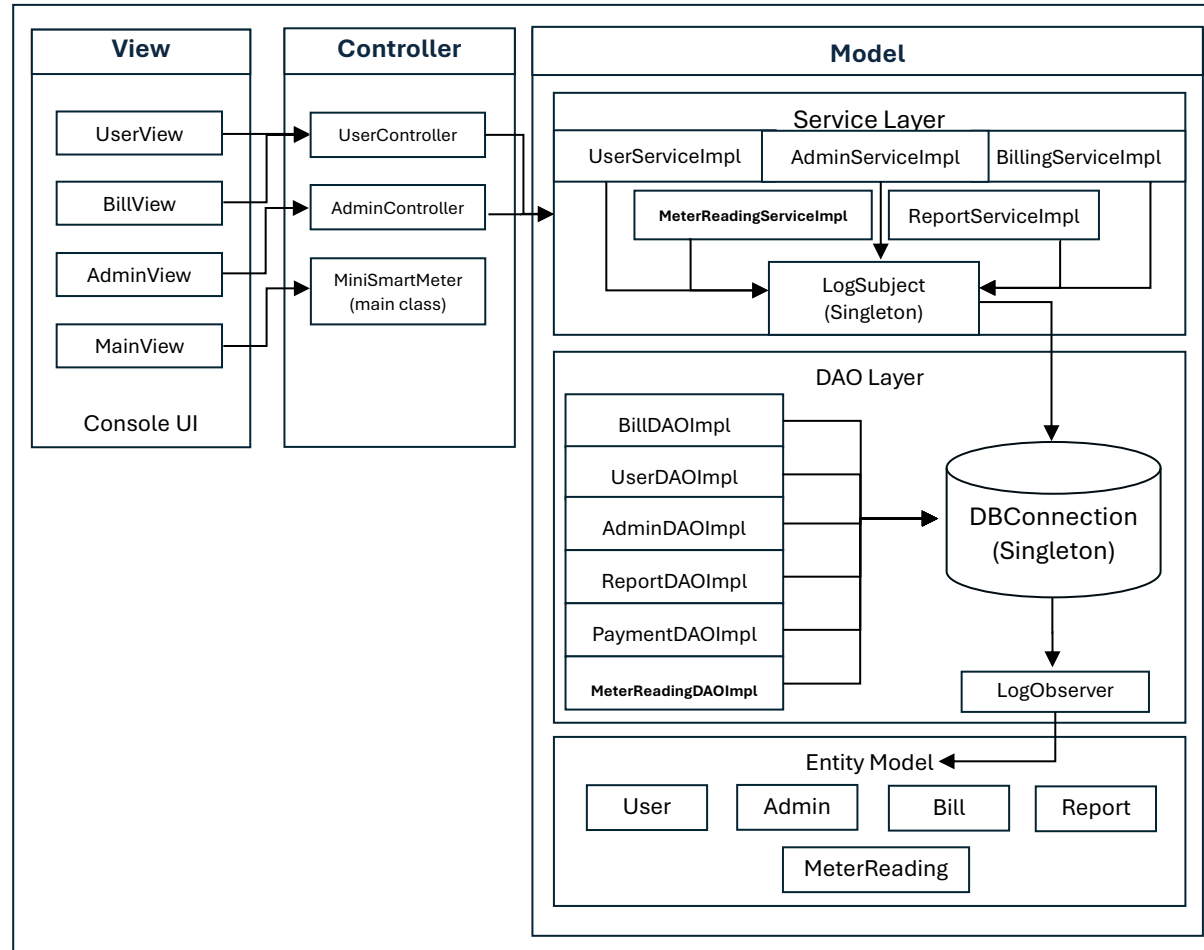 View
UserView
BillView
AdminView
MainView
Console UI
Controller
UserController
AdminController
MiniSmartMeter
(main class)
Model
Service Layer
UserServiceImpl
AdminServiceImpl
BillingServiceImpl
MeterReadingServiceImpl
ReportServiceImpl
LogSubject
(Singleton)
DAO Layer
BillDAOImpl
UserDAOImpl
AdminDAOImpl
ReportDAOImpl
PaymentDAOImpl
MeterReadingDAOImpl
DBConnection
(Singleton)
LogObserver
Entity Model
User
Admin
Bill
Report
MeterReading